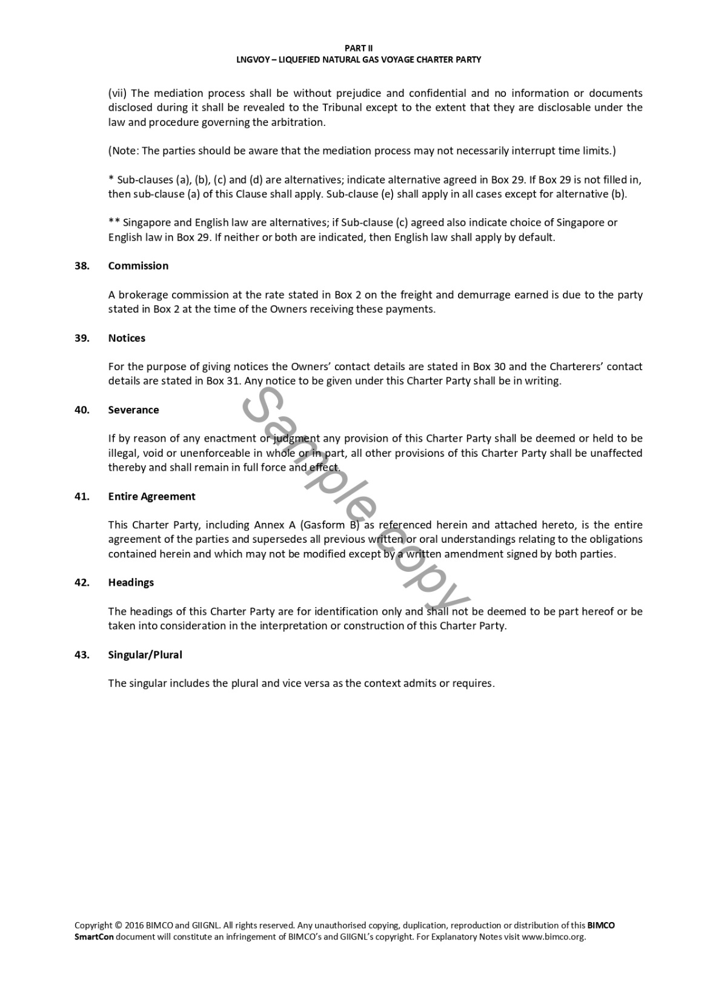 PART II
LNGVOY – LIQUEFIED NATURAL GAS VOYAGE CHARTER PARTY
(vii) The mediation process shall be without prejudice and confidential and no information or documents
disclosed during it shall be revealed to the Tribunal except to the extent that they are disclosable under the
law and procedure governing the arbitration.
(Note: The parties should be aware that the mediation process may not necessarily interrupt time limits.)
* Sub-clauses (a), (b), (c) and (d) are alternatives; indicate alternative agreed in Box 29. If Box 29 is not filled in,
then sub-clause (a) of this Clause shall apply. Sub-clause (e) shall apply in all cases except for alternative (b).
** Singapore and English law are alternatives; if Sub-clause (c) agreed also indicate choice of Singapore or
English law in Box 29. If neither or both are indicated, then English law shall apply by default.
38. Commission
A brokerage commission at the rate stated in Box 2 on the freight and demurrage earned is due to the party
stated in Box 2 at the time of the Owners receiving these payments.
39. Notices
For the purpose of giving notices the Owners’ contact details are stated in Box 30 and the Charterers’ contact
details are stated in Box 31. Any notice to be given under this Charter Party shall be in writing.
40. Severance
If by reason of any enactment or judgment any provision of this Charter Party shall be deemed or held to be
illegal, void or unenforceable in whole or in part, all other provisions of this Charter Party shall be unaffected
thereby and shall remain in full force and effect.
41. Entire Agreement
This Charter Party, including Annex A (Gasform B) as referenced herein and attached hereto, is the entire
agreement of the parties and supersedes all previous written or oral understandings relating to the obligations
contained herein and which may not be modified except by a written amendment signed by both parties.
42. Headings
The headings of this Charter Party are for identification only and shall not be deemed to be part hereof or be
taken into consideration in the interpretation or construction of this Charter Party.
43. Singular/Plural
The singular includes the plural and vice versa as the context admits or requires.
Sample copy
Copyright © 2016 BIMCO and GIIGNL. All rights reserved. Any unauthorised copying, duplication, reproduction or distribution of this BIMCO
SmartCon document will constitute an infringement of BIMCO’s and GIIGNL’s copyright. For Explanatory Notes visit www.bimco.org.